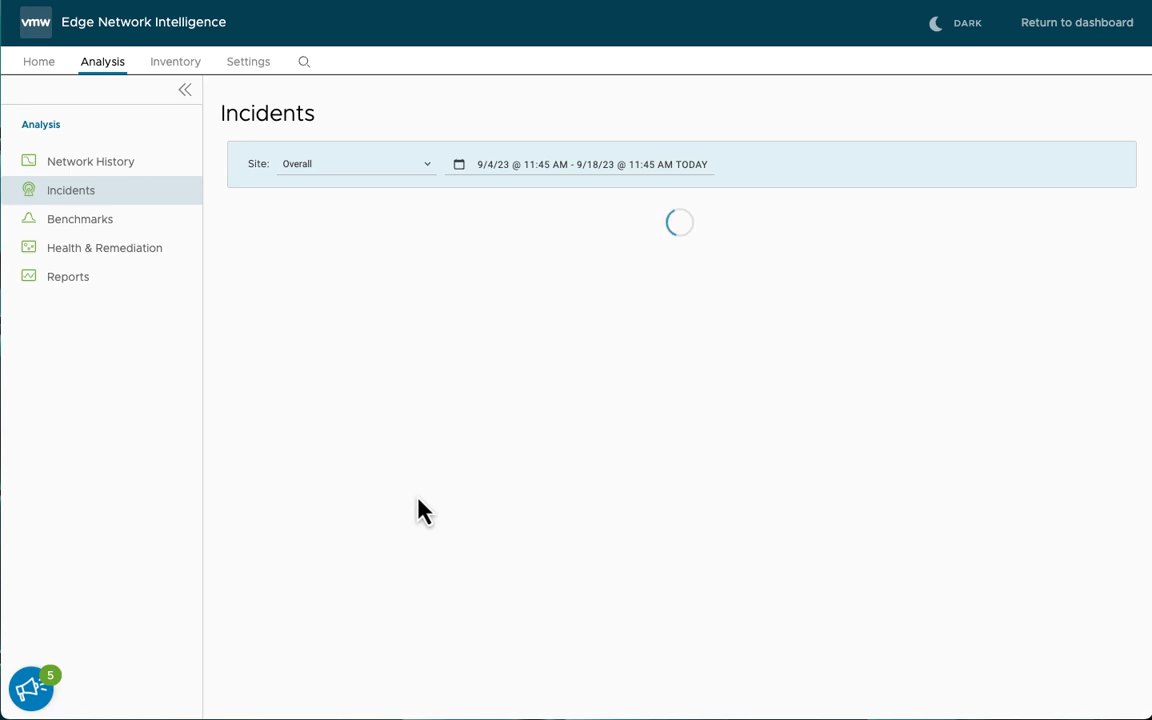 vmw Edge Network Intelligence DARK Return to dashboard
Home Analysis Inventory Settings
Analysis
Network History
Incidents
Benchmarks
Health & Remediation
Reports
5
Incidents
Site: Overall 9/4/23 @ 11:45 AM - 9/18/23 @ 11:45 AM TODAY